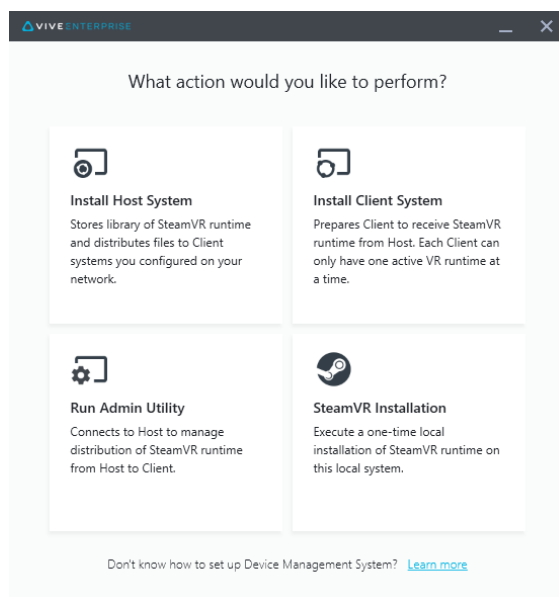 VIVE ENTERPRISE
What action would you like to perform?
Install Host System
Stores library of SteamVR runtime
and distributes files to Client
systems you configured on your
network.
Install Client System
Prepares Client to receive SteamVR
runtime from Host. Each Client can
only have one active VR runtime at
a time.
Run Admin Utility
Connects to Host to manage
distribution of SteamVR runtime
from Host to Client.
SteamVR Installation
Execute a one-time local
installation of SteamVR runtime on
this local system.
Don't know how to set up Device Management System? Learn more